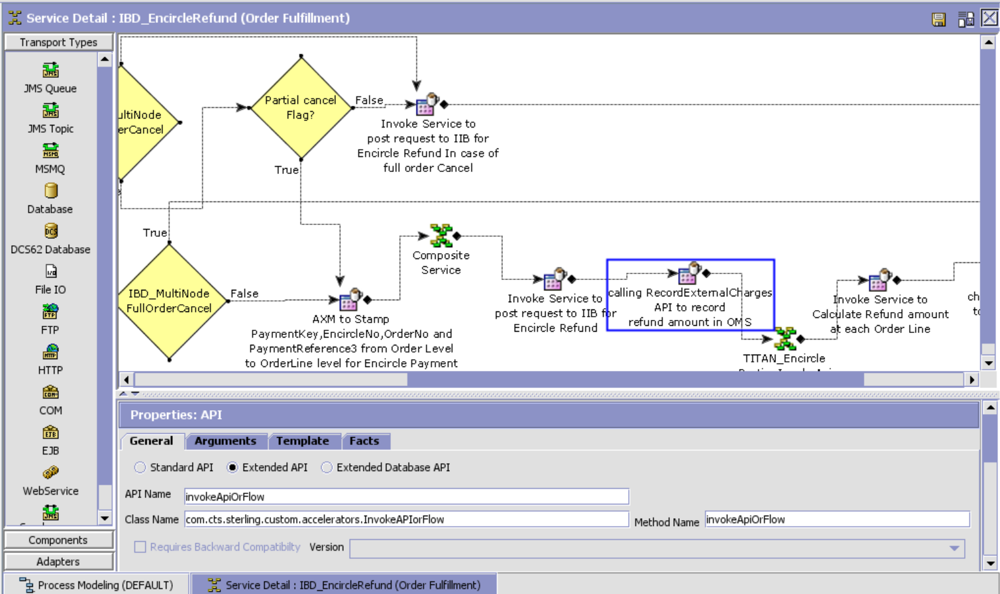 Service Detail : IBD_EncircleRefund (Order Fulfillment)
Transport Types
JMS Queue
JMS Topic
MSMQ
Database
DCS62 Database
File IO
FTP
HTTP
COM
EJB
WebService
Components
Adapters
ultiNode
erCancel
Partial cancel
Flag?
False
True
Invoke Service to
post request to IIB for
Encircle Refund In case of
full order Cancel
True
IBD_MultiNode
FullOrderCancel
False
AXM to Stamp
PaymentKey,EncircleNo,OrderNo and
PaymentReference3 from Order Level
to OrderLine level for Encircle Payment
Composite
Service
Invoke Service to
post request to IIB for
Encircle Refund
calling RecordExternalCharges
API to record
refund amount in OMS
TITAN_Encircle
Invoke Service to
Calculate Refund amount
at each Order Line
ch
Properties: API
General Arguments Template Facts
Standard API Extended API Extended Database API
API Name invokeApiOrFlow
Class Name com.cts.sterling.custom.accelerators.InvokeAPIorFlow Method Name invokeApiOrFlow
Requires Backward Compatibilty Version
Process Modeling (DEFAULT) Service Detail : IBD_EncircleRefund (Order Fulfillment)